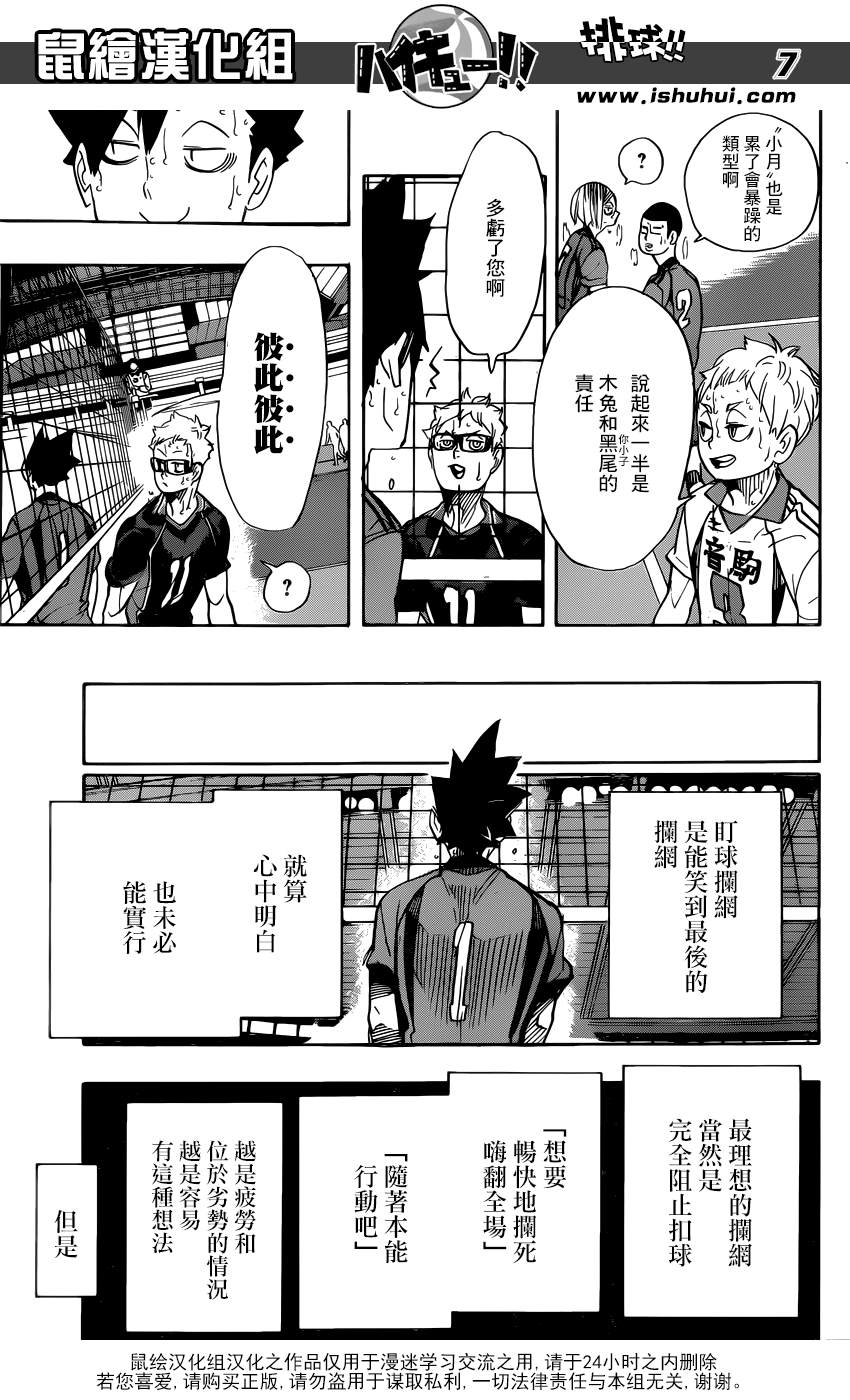 鼠繪漢化組
ハイキュー!!
排球!!
7
www.ishuhui.com
〝小月〞也是
累了會暴躁的
類型啊
?
說起來一半是
木兔和黑尾的
你小子
責任
音駒
多虧了您啊
11
彼此彼此
11
1
?
盯球攔網
是能笑到最後的
攔網
1
就算
心中明白
也未必
能實行
最理想的攔網
當然是
完全阻止扣球
「想要
暢快地攔死
嗨翻全場」
「隨著本能
行動吧」
越是疲勞和
位於劣勢的情況
越是容易
有這種想法
但是
鼠绘汉化组汉化之作品仅用于漫迷学习交流之用, 请于24小时之内删除
若您喜爱, 请购买正版, 请勿盗用于谋取私利, 一切法律责任与本组无关, 谢谢。